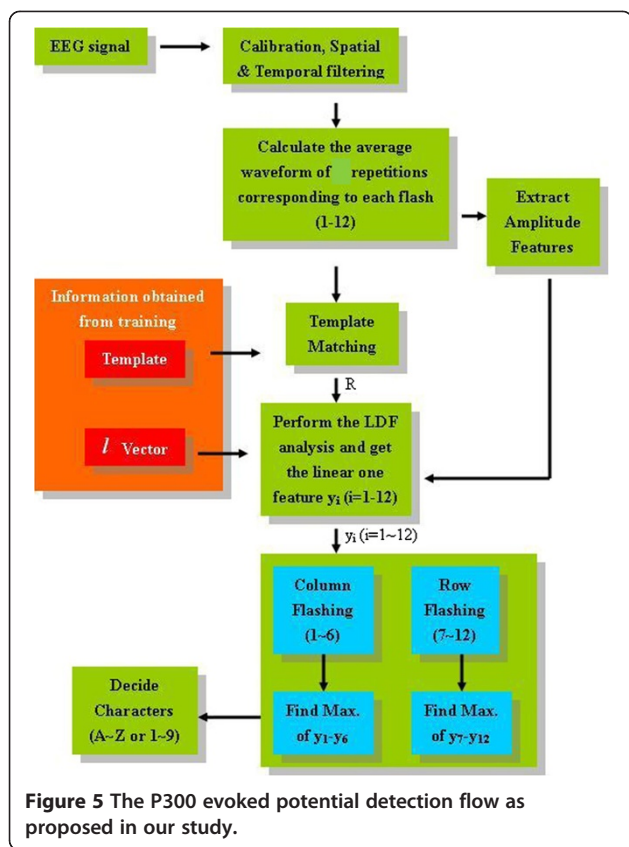 EEG signal
Calibration, Spatial
& Temporal filtering
Calculate the average
waveform of repetitions
corresponding to each flash
(1-12)
Extract
Amplitude
Features
Information obtained
from training
Template
Template
Matching
R
l Vector
Perform the LDF
analysis and get
the linear one
feature yi (i=1-12)
yi (i=1~12)
Column
Flashing
(1~6)
Row
Flashing
(7~12)
Find Max.
of y1-y6
Find Max.
of y7-y12
Decide
Characters
(A~Z or 1~9)
Figure 5 The P300 evoked potential detection flow as
proposed in our study.